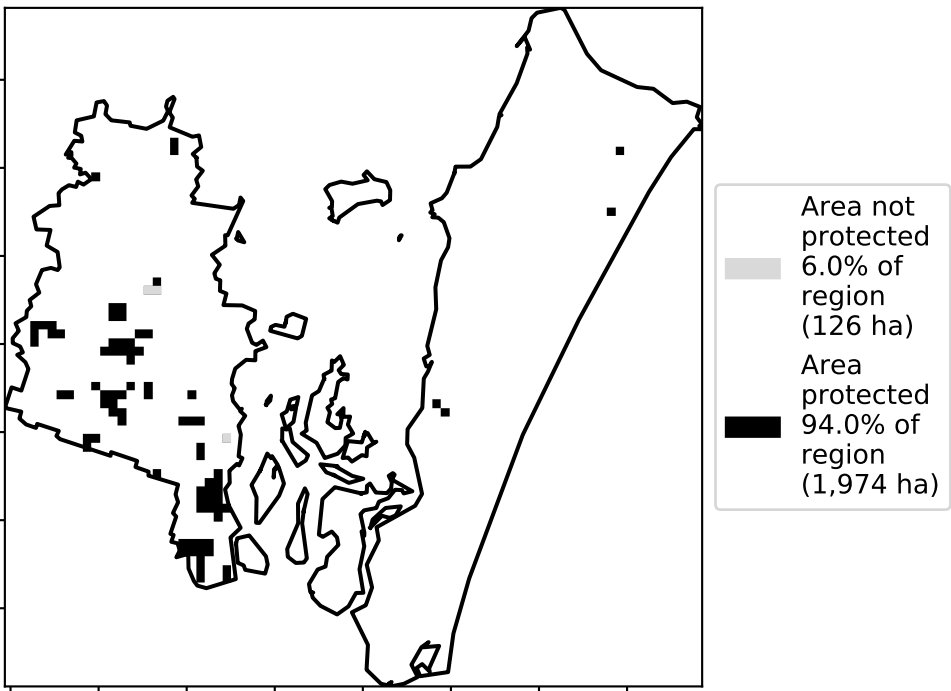 Area not
protected
6.0% of
region
(126 ha)
Area
protected
94.0% of
region
(1,974 ha)